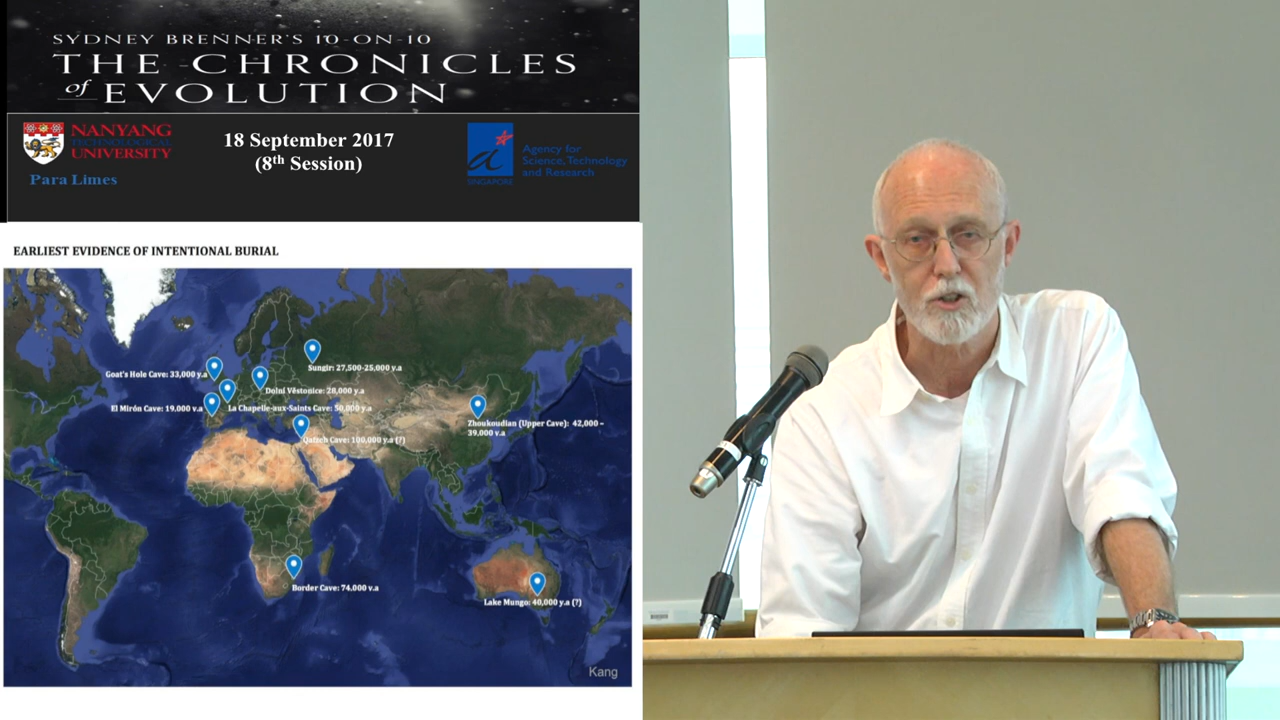 SYDNEY BRENNER'S 10-ON-10
THE CHRONICLES
of EVOLUTION
NANYANG
TECHNOLOGICAL
UNIVERSITY
Para Limes
18 September 2017
(8th Session)
SINGAPORE
Agency for
Science, Technology
and Research
EARLIEST EVIDENCE OF INTENTIONAL BURIAL
Sungir: 27,500-25,000 y.a
Goat's Hole Cave: 33,000 y.a
Dolni Věstonice: 28,000 y.a
El Mirón Cave: 19,000 y.a
La Chapelle-aux-Saints Cave: 50,000 y.a
Zhoukoudian (Upper Cave): 42,000 –
39,000 y.a
Qafzeh Cave: 100,000 y.a (?)
Border Cave: 74,000 y.a
Lake Mungo: 40,000 y.a (?)
Kang